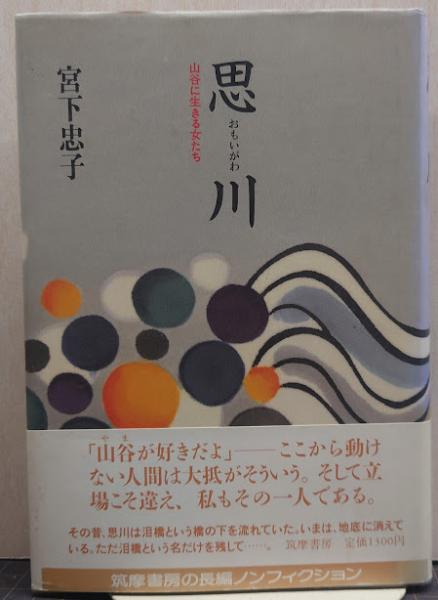 思川
おもいがわ
山谷に生きる女たち
宮下忠子
「山谷が好きだよ」――ここから動け
やま
ない人間は大抵がそういう。そして立
場こそ違え、私もその一人である。
その昔、思川は泪橋という橋の下を流れていた。いまは、地底に消えて
いる。ただ泪橋という名だけを残して……。 筑摩書房 定価1300円
筑摩書房の長編ノンフィクション